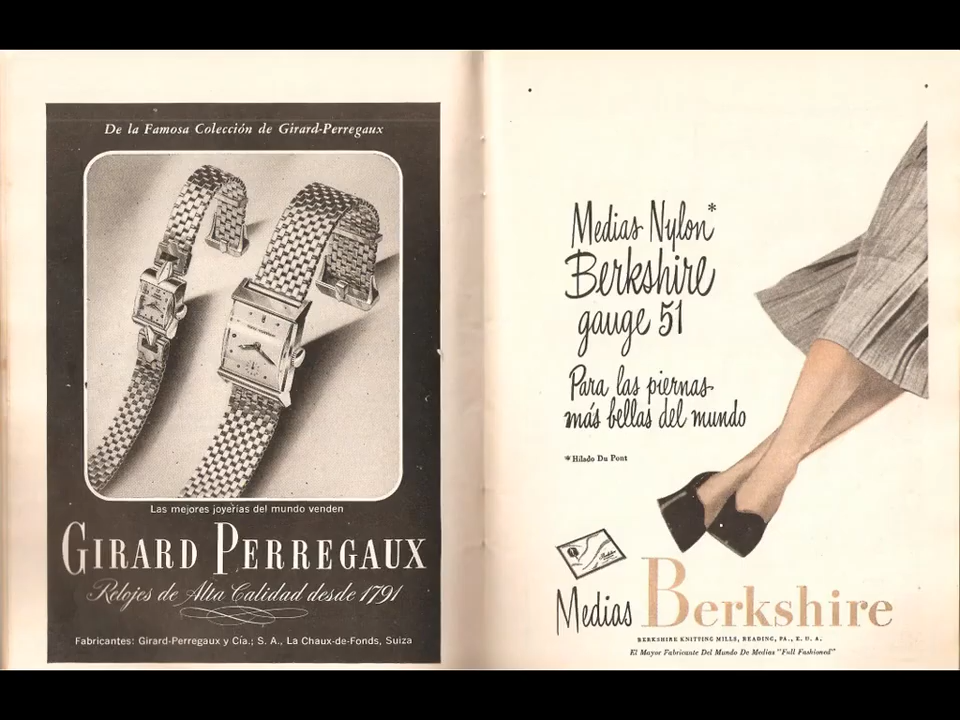 De la Famosa Colección de Girard-Perregaux
Las mejores joyerías del mundo venden
GIRARD PERREGAUX
Relojes de Alta Calidad desde 1791
Fabricantes: Girard-Perregaux y Cía.; S. A., La Chaux-de-Fonds, Suiza
Medias Nylon*
Berkshire
gauge 51
Para las piernas
más bellas del mundo
*Hilado Du Pont
Medias Berkshire
BERKSHIRE KNITTING MILLS, READING, PA., E. U. A.
El Mayor Fabricante Del Mundo De Medias "Full Fashioned"